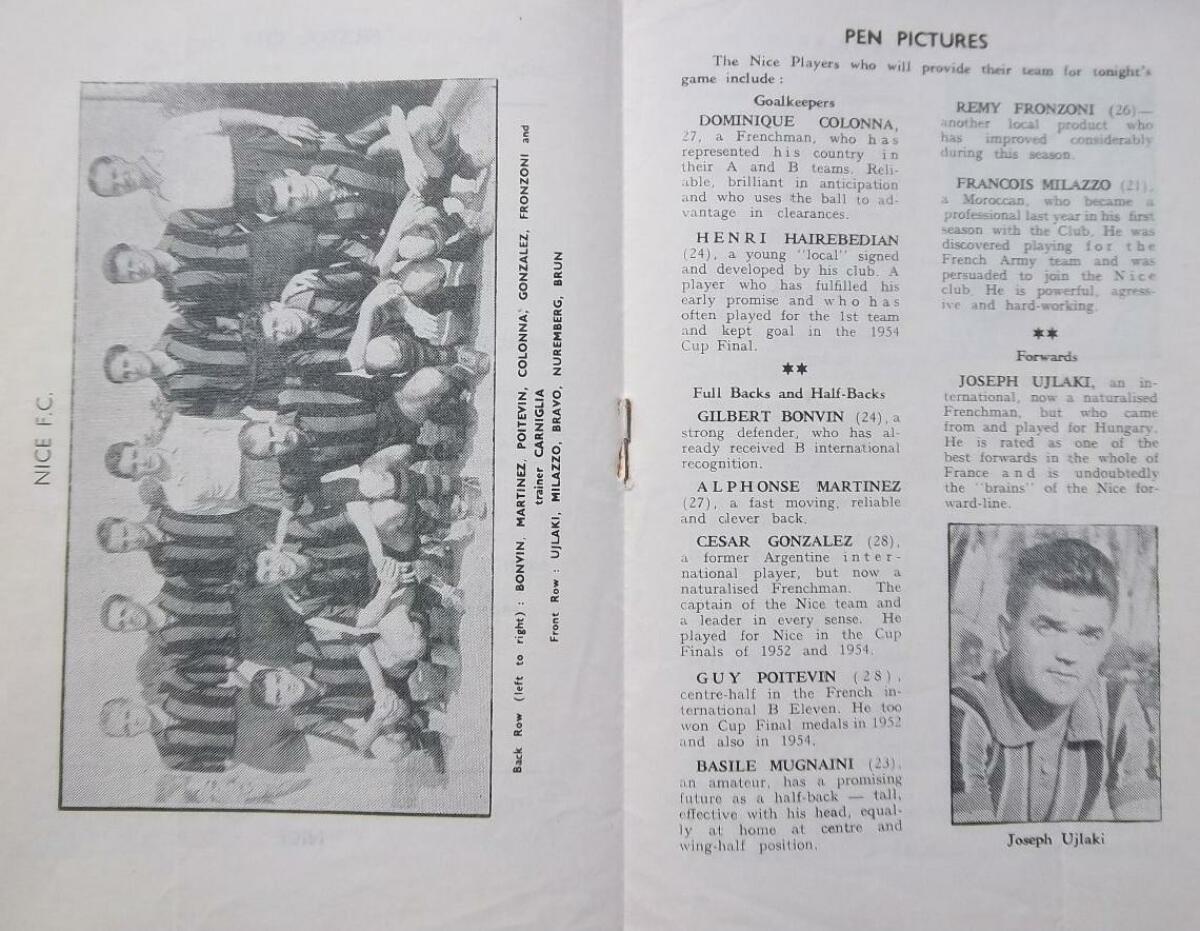 NICE F.C.
Back Row (left to right) : BONVIN, MARTINEZ, POITEVIN, COLONNA; GONZALEZ, FRONZONI and
trainer CARNIGLIA
Front Row : UJLAKI, MILAZZO, BRAVO, NUREMBERG, BRUN
PEN PICTURES
The Nice Players who will provide their team for tonight's
game include :
Goalkeepers
DOMINIQUE COLONNA,
27, a Frenchman, who has
represented his country in
their A and B teams. Reli-
able, brilliant in anticipation
and who uses the ball to ad-
vantage in clearances.
HENRI HAIREBEDIAN
(24), a young "local" signed
and developed by his club. A
player who has fulfilled his
early promise and who has
often played for the 1st team
and kept goal in the 1954
Cup Final.
**
Full Backs and Half-Backs
GILBERT BONVIN (24), a
strong defender, who has al-
ready received B international
recognition.
ALPHONSE MARTINEZ
(27), a fast moving, reliable
and clever back.
CESAR GONZALEZ (28),
a former Argentine inter-
national player, but now a
naturalised Frenchman. The
captain of the Nice team and
a leader in every sense. He
played for Nice in the Cup
Finals of 1952 and 1954.
GUY POITEVIN (28),
centre-half in the French in-
ternational B Eleven. He too
won Cup Final medals in 1952
and also in 1954.
BASILE MUGNAINI (23),
an amateur, has a promising
future as a half-back — tall,
effective with his head, equal-
ly at home at centre and
wing-half position.
REMY FRONZONI (26)—
another local product who
has improved considerably
during this season.
FRANCOIS MILAZZO (21),
a Moroccan, who became a
professional last year in his first
season with the Club. He was
discovered playing for the
French Army team and was
persuaded to join the Nice
club. He is powerful, agress-
ive and hard-working.
**
Forwards
JOSEPH UJLAKI, an in-
ternational, now a naturalised
Frenchman, but who came
from and played for Hungary.
He is rated as one of the
best forwards in the whole of
France and is undoubtedly
the "brains" of the Nice for-
ward-line.
Joseph Ujlaki